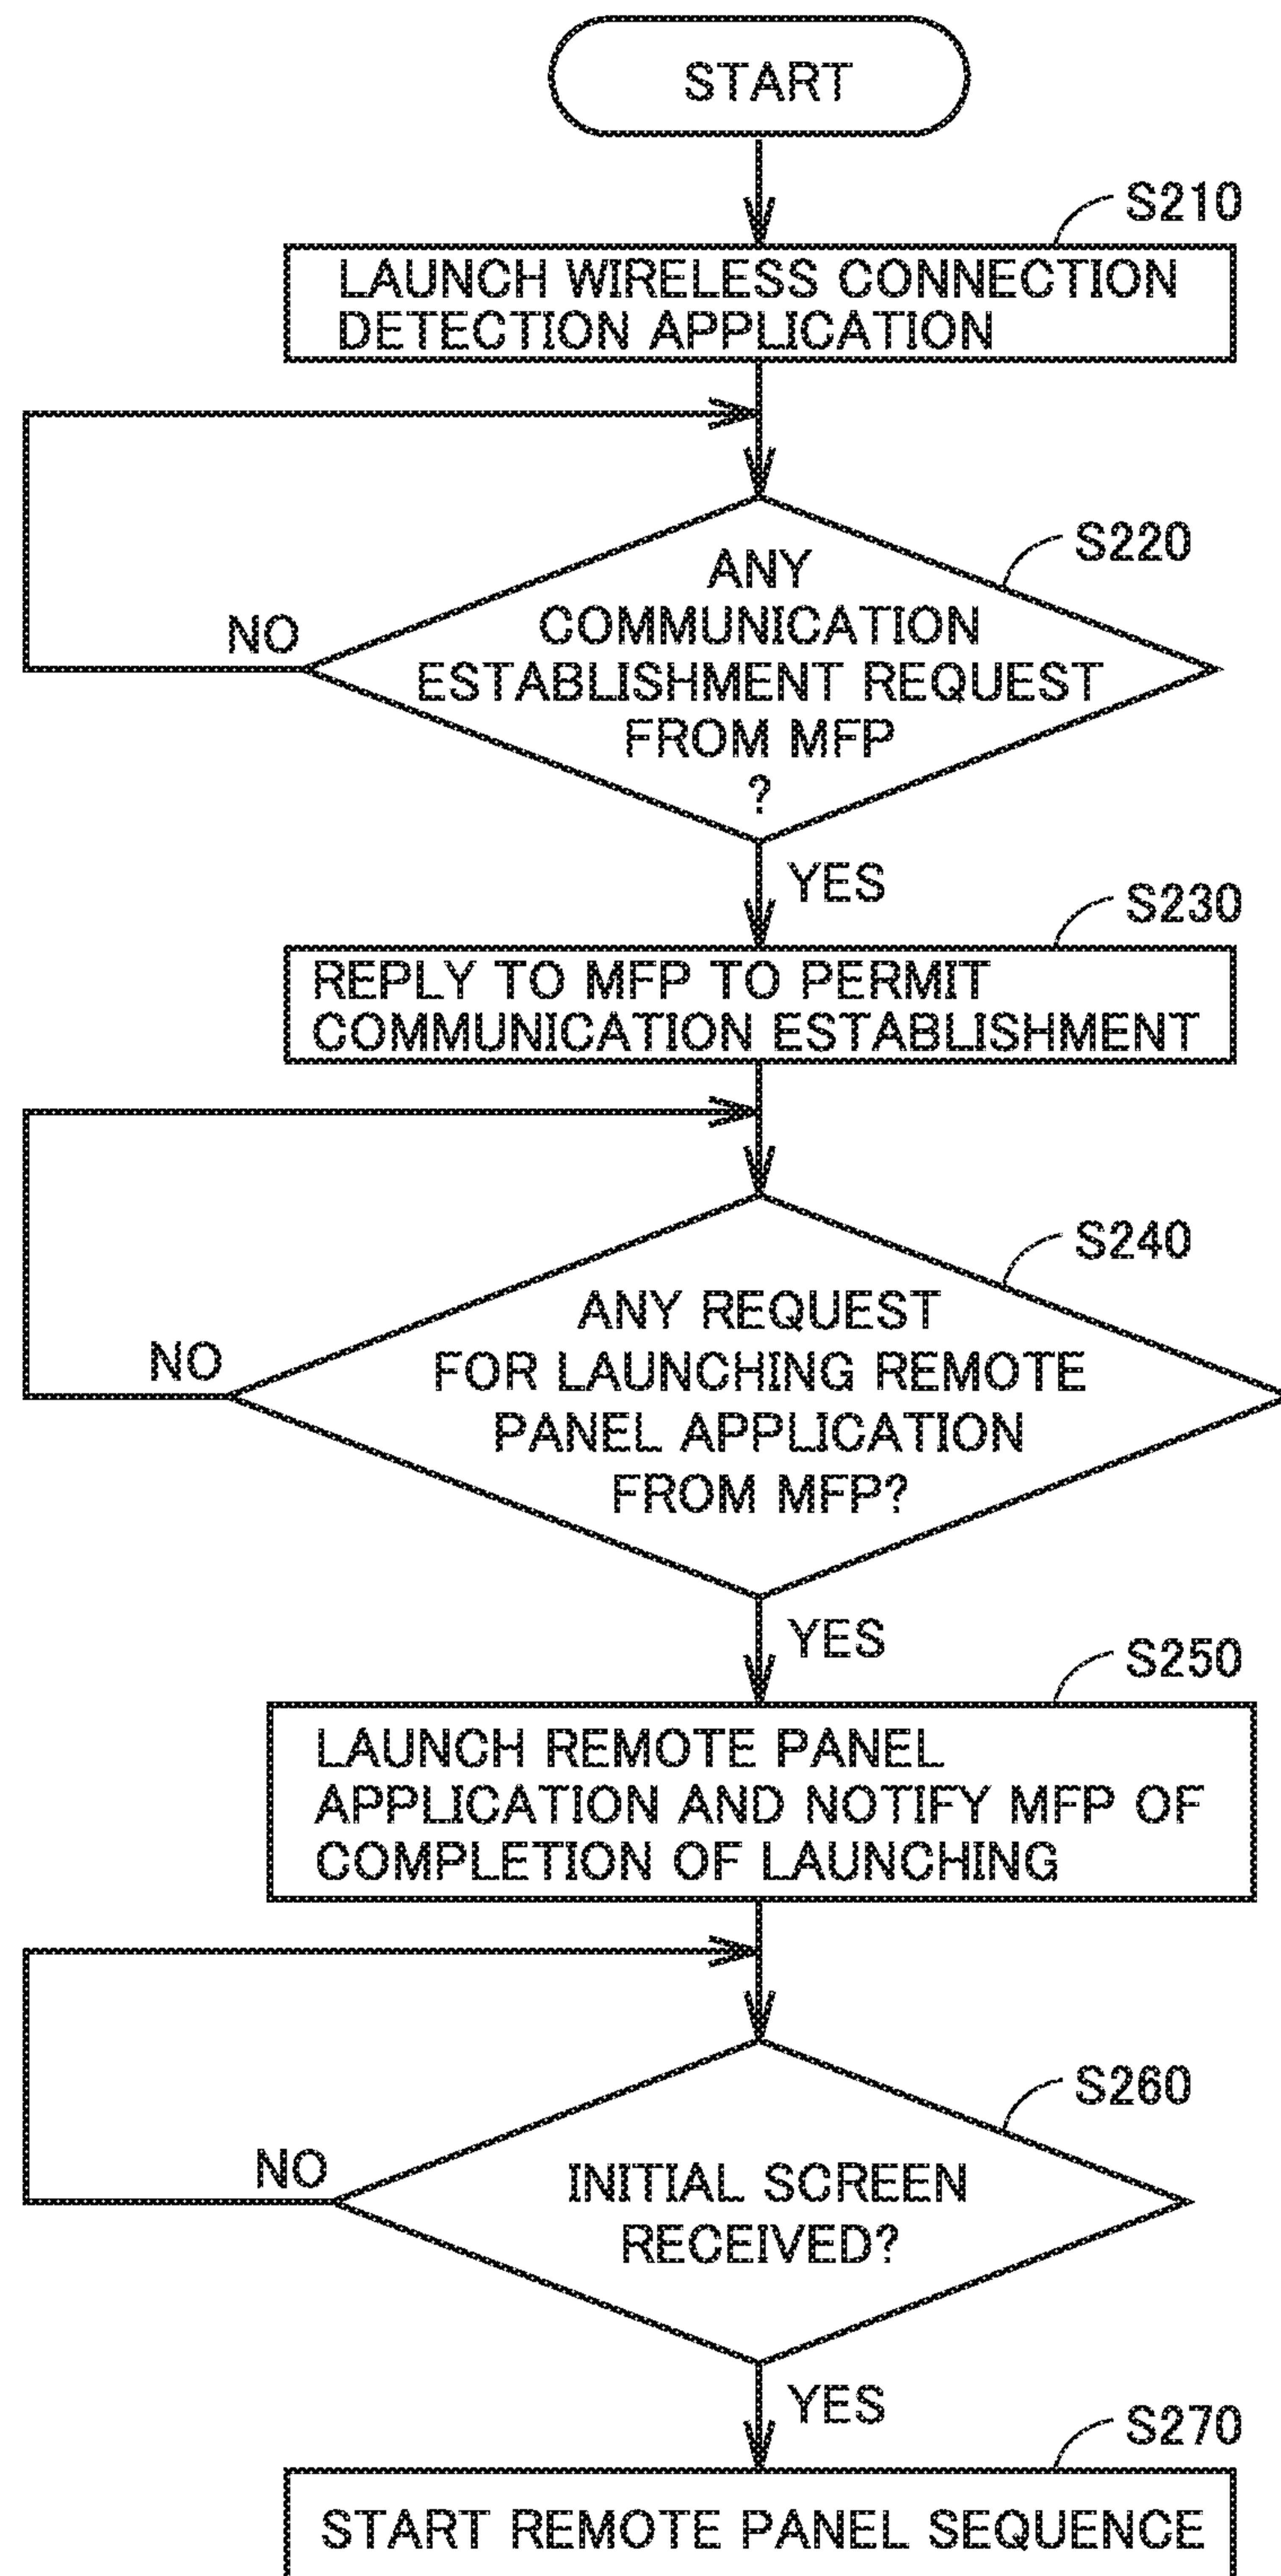 START
S210
LAUNCH WIRELESS CONNECTION
DETECTION APPLICATION
S220
ANY
COMMUNICATION
ESTABLISHMENT REQUEST
FROM MFP
?
NO
YES
S230
REPLY TO MFP TO PERMIT
COMMUNICATION ESTABLISHMENT
S240
ANY REQUEST
FOR LAUNCHING REMOTE
PANEL APPLICATION
FROM MFP?
NO
YES
S250
LAUNCH REMOTE PANEL
APPLICATION AND NOTIFY MFP OF
COMPLETION OF LAUNCHING
S260
INITIAL SCREEN
RECEIVED?
NO
YES
S270
START REMOTE PANEL SEQUENCE